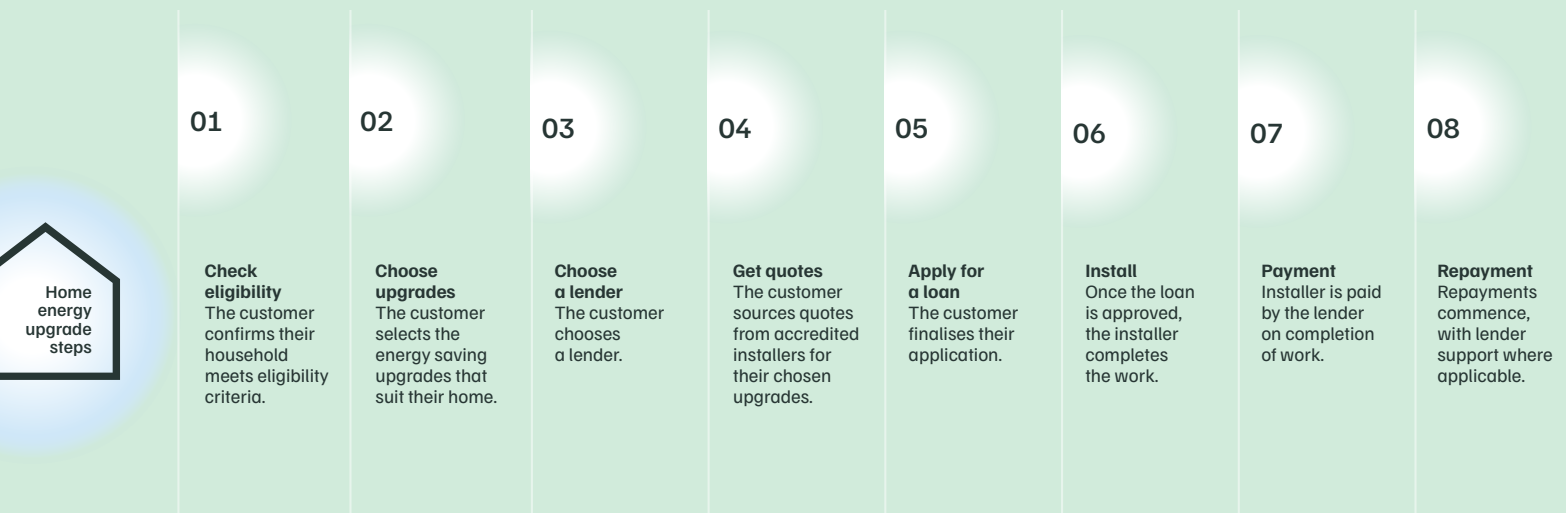 Home
energy
upgrade
steps
01
Check
eligibility
The customer
confirms their
household
meets eligibility
criteria.
02
Choose
upgrades
The customer
selects the
energy saving
upgrades that
suit their home.
03
Choose
a lender
The customer
chooses
a lender.
04
Get quotes
The customer
sources quotes
from accredited
installers for
their chosen
upgrades.
05
Apply for
a loan
The customer
finalises their
application.
06
Install
Once the loan
is approved,
the installer
completes
the work.
07
Payment
Installer is paid
by the lender
on completion
of work.
08
Repayment
Repayments
commence,
with lender
support where
applicable.